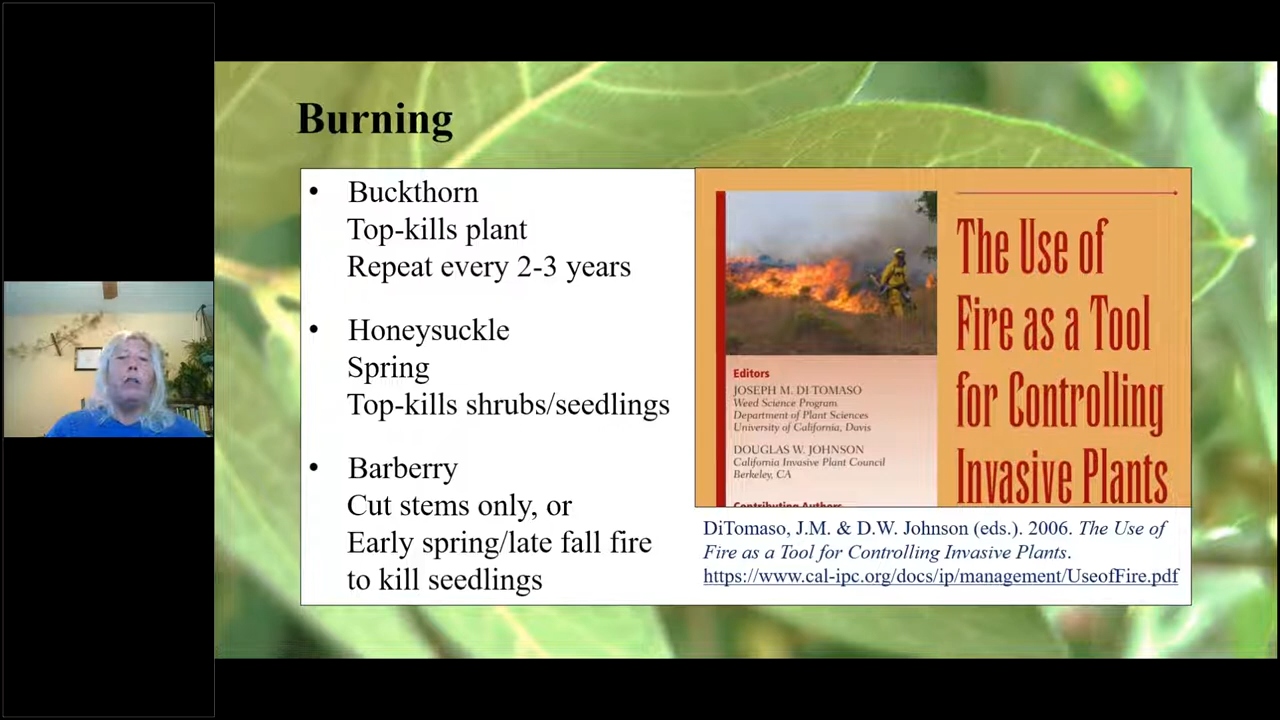 Burning
• Buckthorn
Top-kills plant
Repeat every 2-3 years
• Honeysuckle
Spring
Top-kills shrubs/seedlings
• Barberry
Cut stems only, or
Early spring/late fall fire
to kill seedlings
The Use of
Fire as a Tool
for Controlling
Invasive Plants
Editors
JOSEPH M. DI TOMASO
Weed Science Program
Department of Plant Sciences
University of California, Davis
DOUGLAS W. JOHNSON
California Invasive Plant Council
Berkeley, CA
Contributing Authors
DiTomaso, J.M. & D.W. Johnson (eds.). 2006. The Use of
Fire as a Tool for Controlling Invasive Plants.
https://www.cal-ipc.org/docs/ip/management/UseofFire.pdf